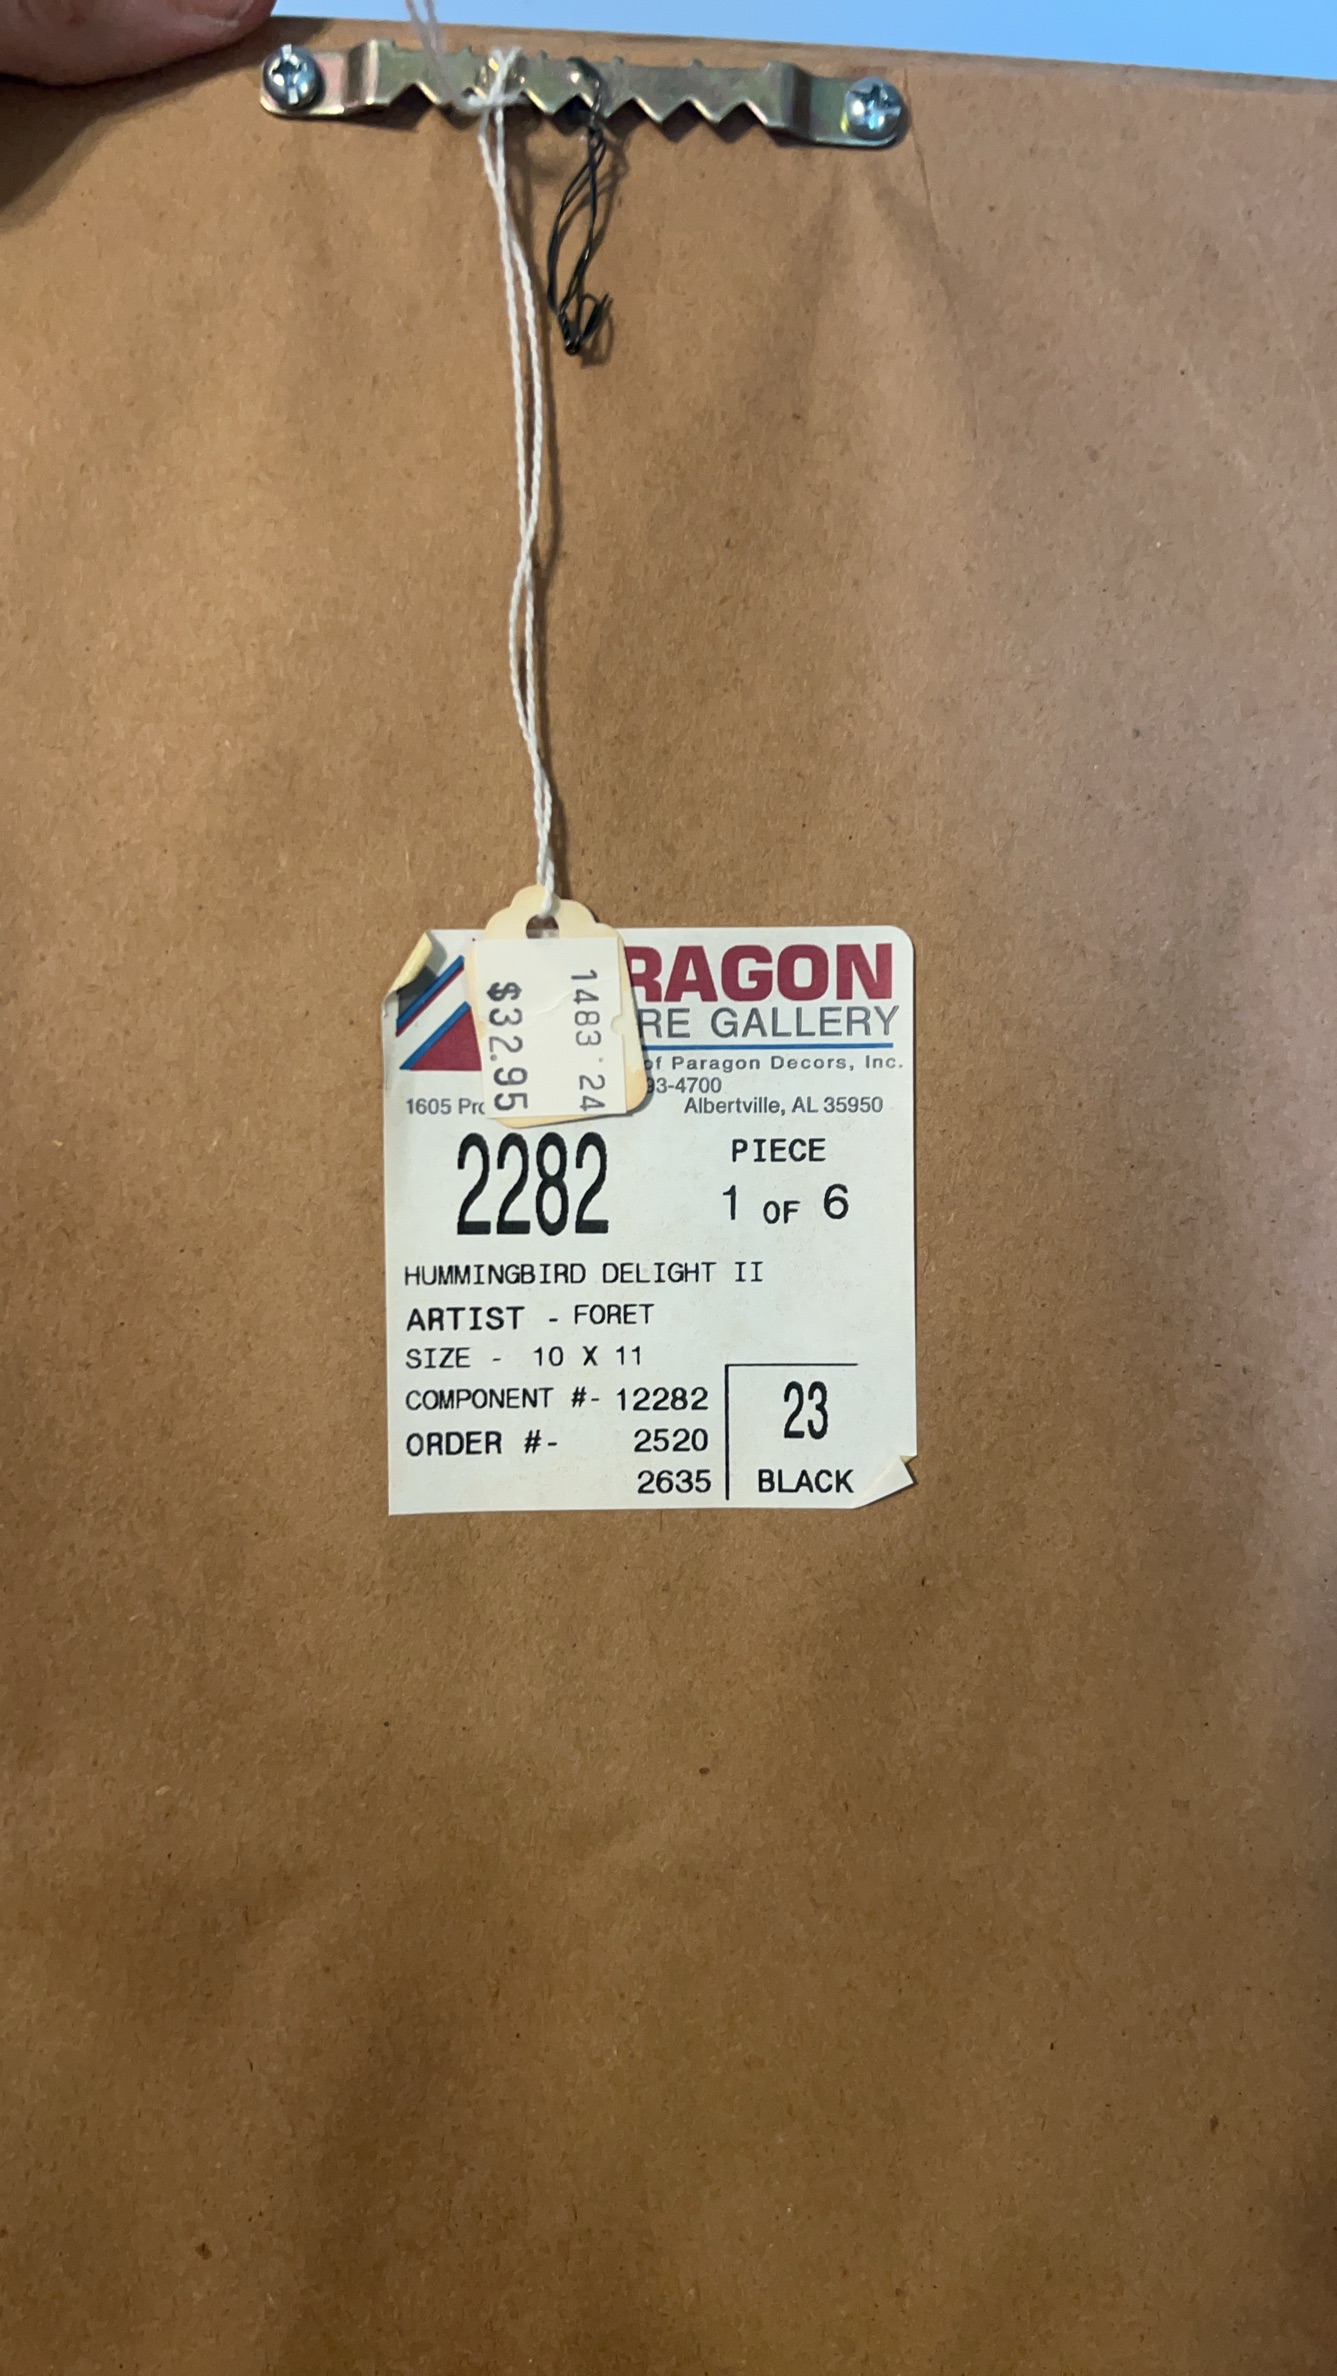 1483 24
$32.95
RAGON
RE GALLERY
of Paragon Decors, Inc.
93-4700
1605 Pro
Albertville, AL 35950
2282
PIECE
1 OF 6
HUMMINGBIRD DELIGHT II
ARTIST - FORET
SIZE - 10 X 11
COMPONENT #- 12282
ORDER #- 2520
2635
23
BLACK